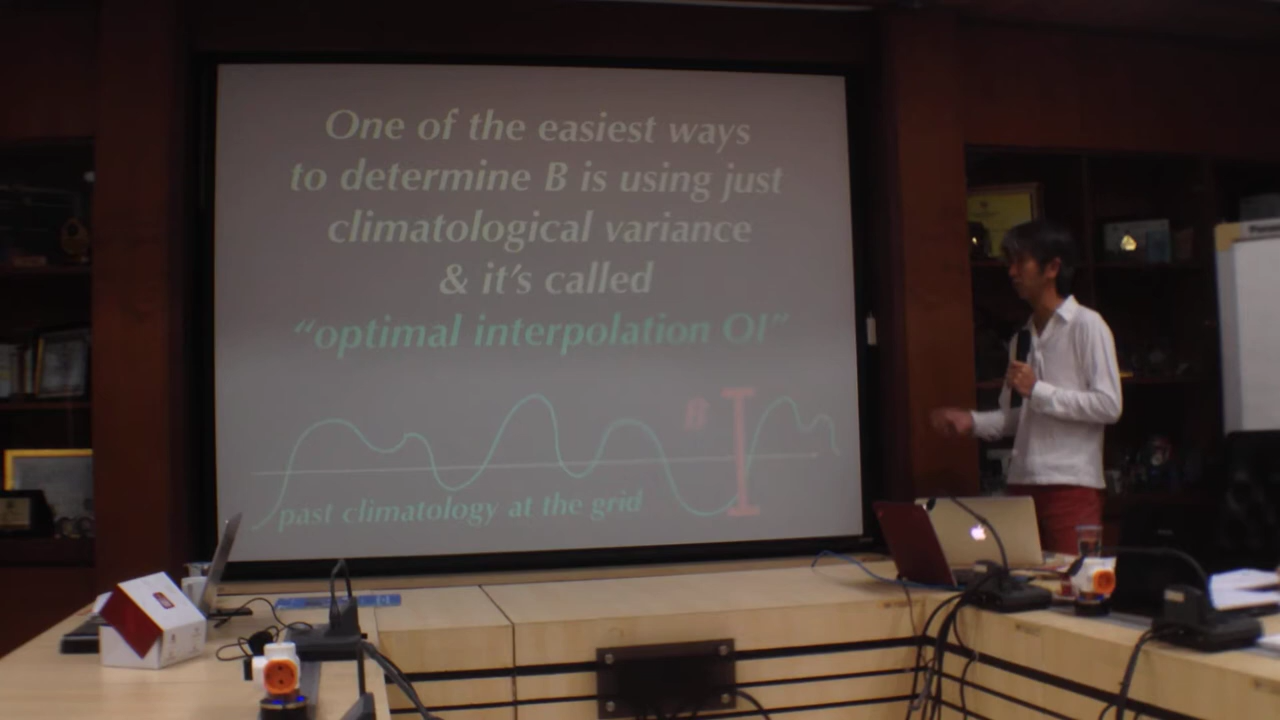 One of the easiest ways
to determine B is using just
climatological variance
& it's called
“optimal interpolation OI”
B
past climatology at the grid